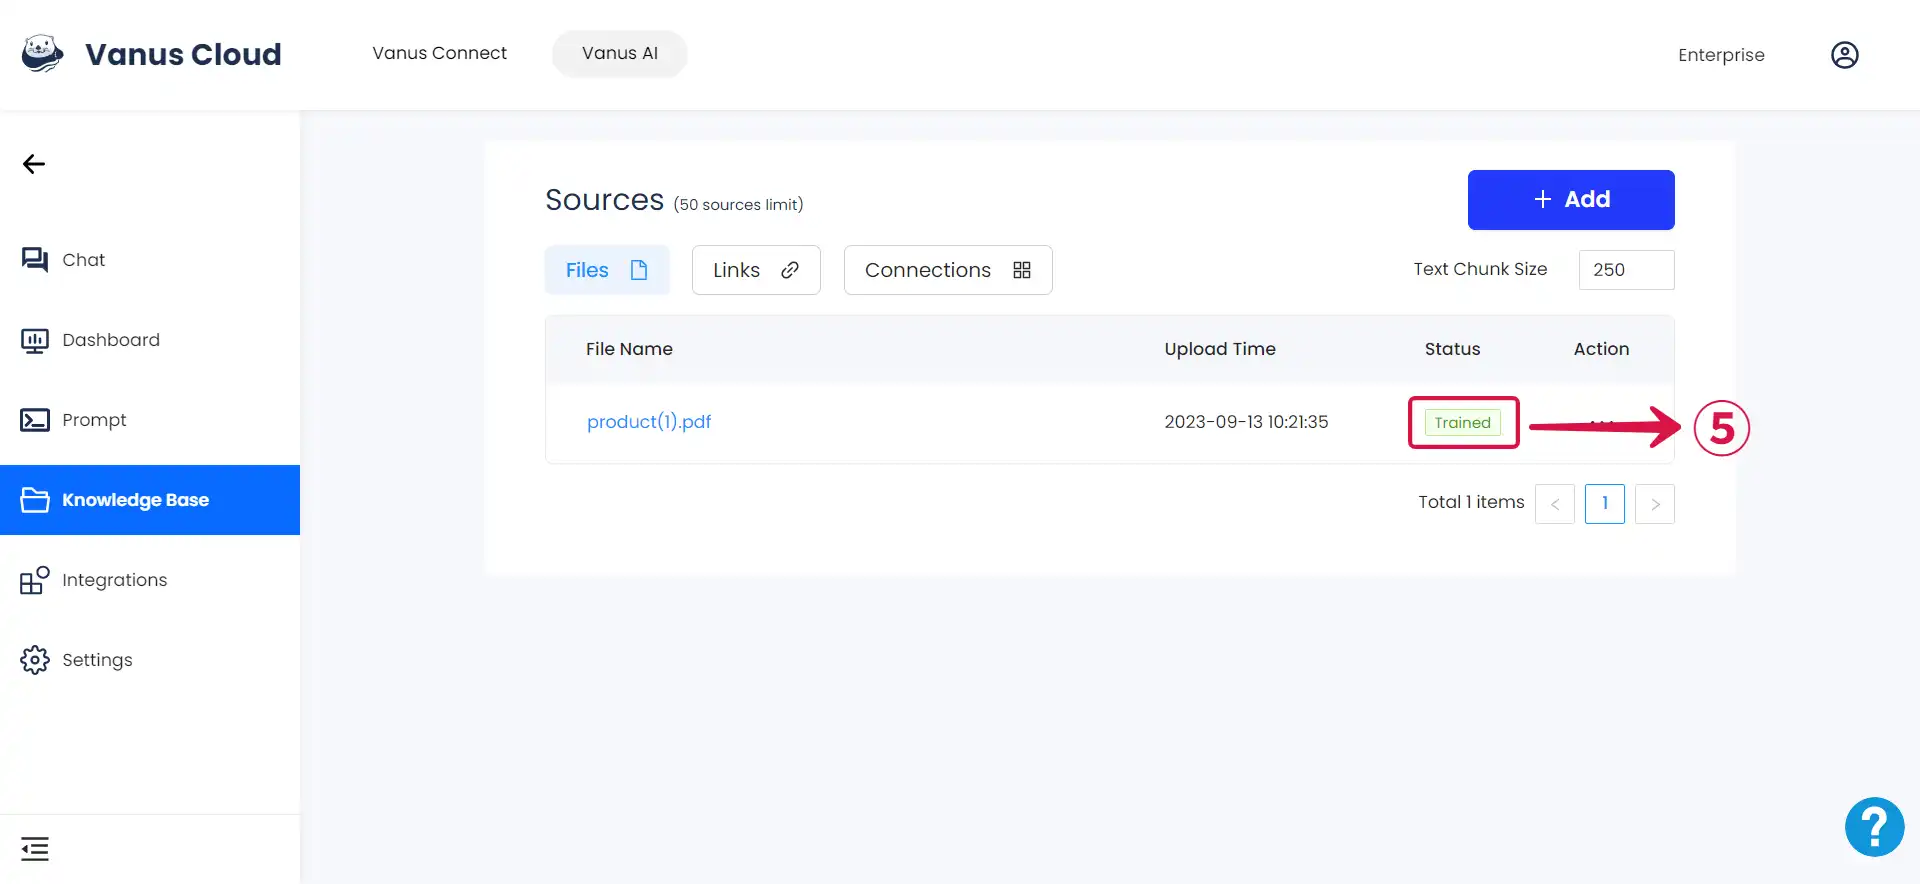 Vanus Cloud
Vanus Connect
Vanus AI
Enterprise
Chat
Dashboard
Prompt
Knowledge Base
Integrations
Settings
Sources (50 sources limit)
+ Add
Files
Links
Connections
Text Chunk Size 250
File Name Upload Time Status Action
product(1).pdf 2023-09-13 10:21:35 Trained ... 5
Total 1 items < 1 >
?